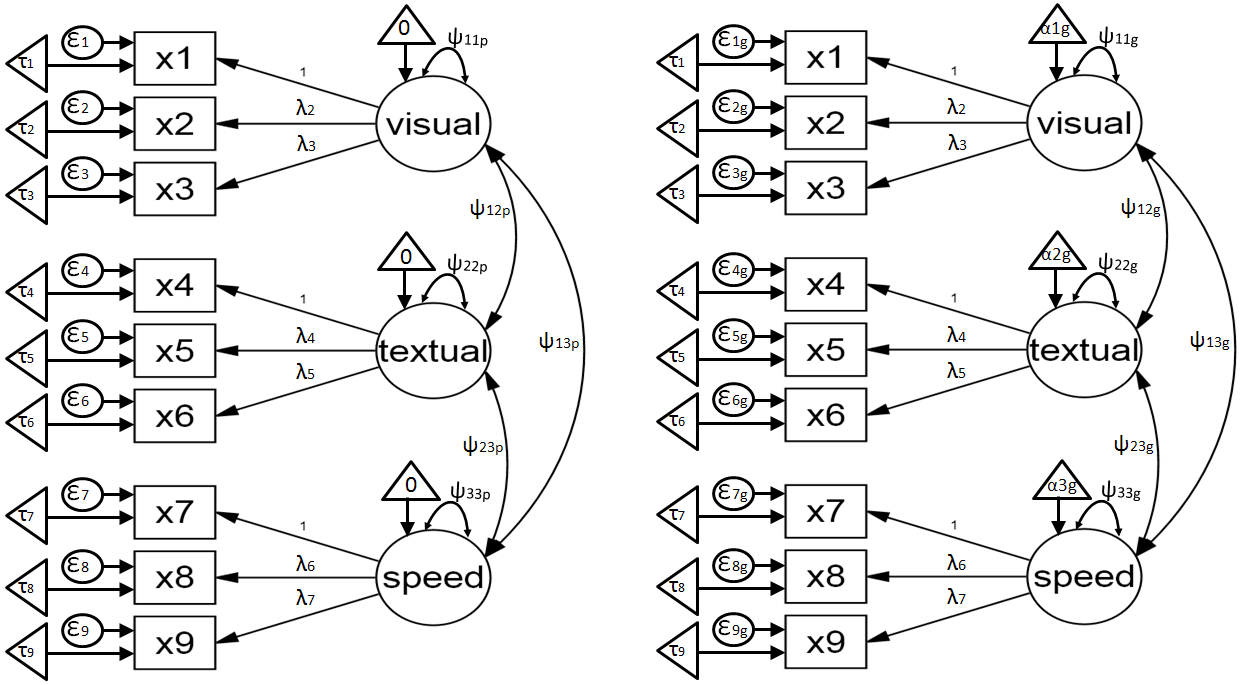 0 ψ11p
τ1 ε1 x1 1
τ2 ε2 x2 λ2 visual
τ3 ε3 x3 λ3
ψ12p
0 ψ22p
τ4 ε4 x4 1
τ5 ε5 x5 λ4 textual
τ6 ε6 x6 λ5
ψ13p
ψ23p
0 ψ33p
τ7 ε7 x7 1
τ8 ε8 x8 λ6 speed
τ9 ε9 x9 λ7
α1g ψ11g
τ1 ε1g x1 1
τ2 ε2g x2 λ2 visual
τ3 ε3g x3 λ3
ψ12g
α2g ψ22g
τ4 ε4g x4 1
τ5 ε5g x5 λ4 textual
τ6 ε6g x6 λ5
ψ13g
ψ23g
α3g ψ33g
τ7 ε7g x7 1
τ8 ε8g x8 λ6 speed
τ9 ε9g x9 λ7